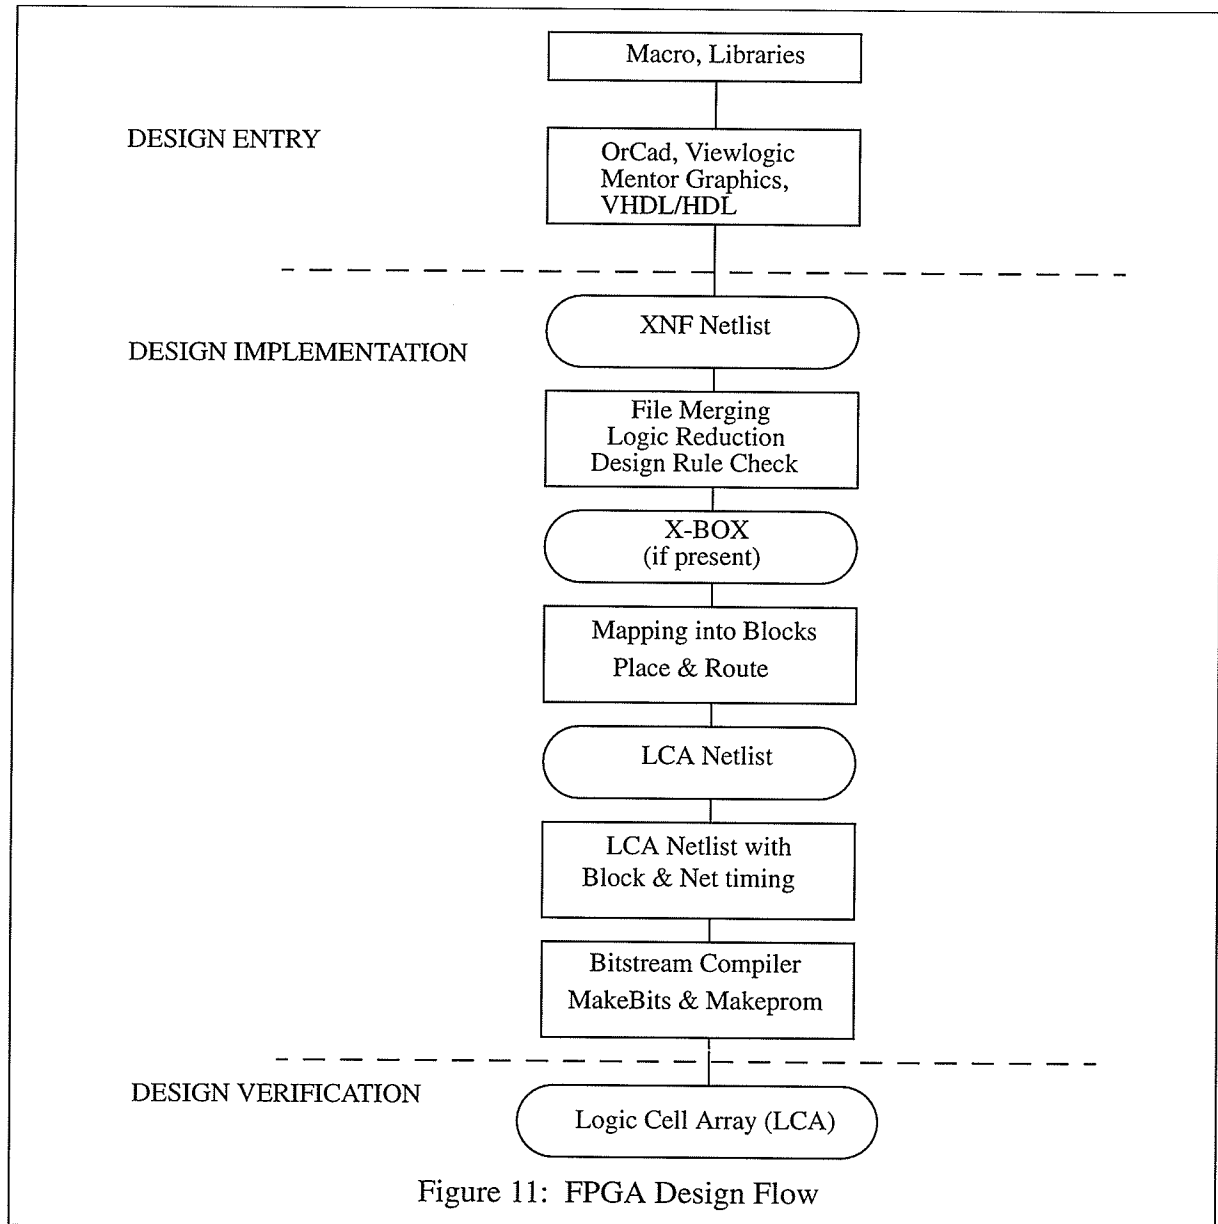 Macro, Libraries
DESIGN ENTRY
OrCad, Viewlogic
Mentor Graphics,
VHDL/HDL
XNF Netlist
DESIGN IMPLEMENTATION
File Merging
Logic Reduction
Design Rule Check
X-BOX
(if present)
Mapping into Blocks
Place & Route
LCA Netlist
LCA Netlist with
Block & Net timing
Bitstream Compiler
MakeBits & Makeprom
DESIGN VERIFICATION
Logic Cell Array (LCA)
Figure 11: FPGA Design Flow